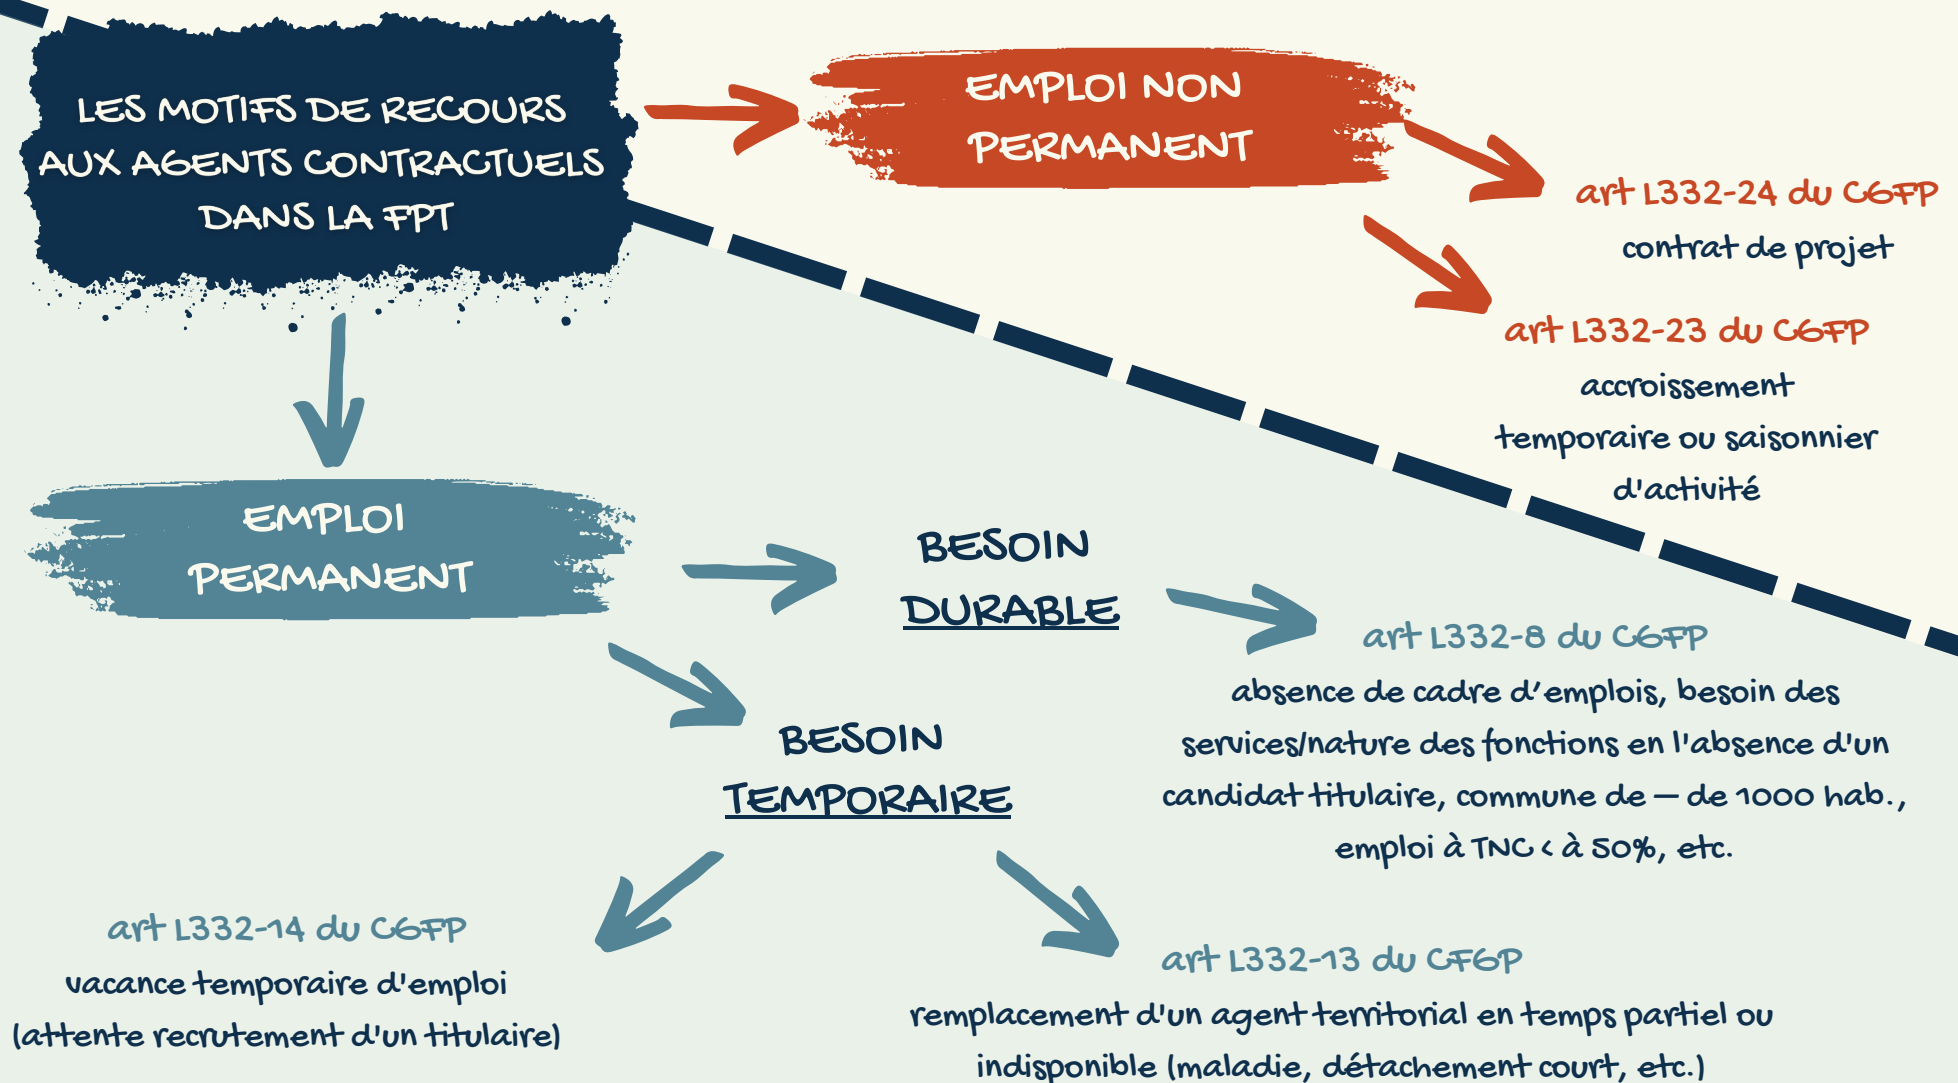 LES MOTIFS DE RECOURS
AUX AGENTS CONTRACTUELS
DANS LA FPT
EMPLOI NON
PERMANENT
art L332-24 du CGFP
contrat de projet
art L332-23 du CGFP
accroissement
temporaire ou saisonnier
d'activité
EMPLOI
PERMANENT
BESOIN
DURABLE
art L332-8 du CGFP
absence de cadre d’emplois, besoin des
services/nature des fonctions en l'absence d'un
candidat titulaire, commune de – de 1000 hab.,
emploi à TNC < à 50%, etc.
BESOIN
TEMPORAIRE
art L332-14 du CGFP
vacance temporaire d'emploi
(attente recrutement d'un titulaire)
art L332-13 du CFGP
remplacement d'un agent territorial en temps partiel ou
indisponible (maladie, détachement court, etc.)